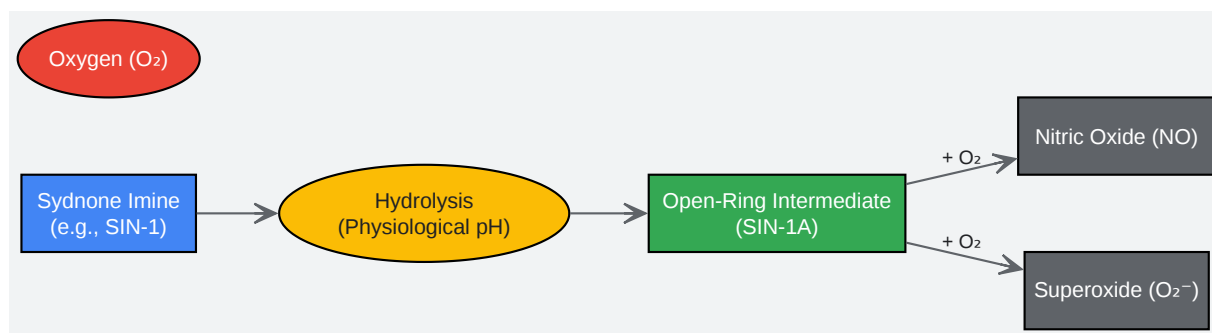 Oxygen (O₂)
Sydnone Imine
(e.g., SIN-1)
Hydrolysis
(Physiological pH)
Open-Ring Intermediate
(SIN-1A)
+ O₂
Nitric Oxide (NO)
+ O₂
Superoxide (O₂⁻)